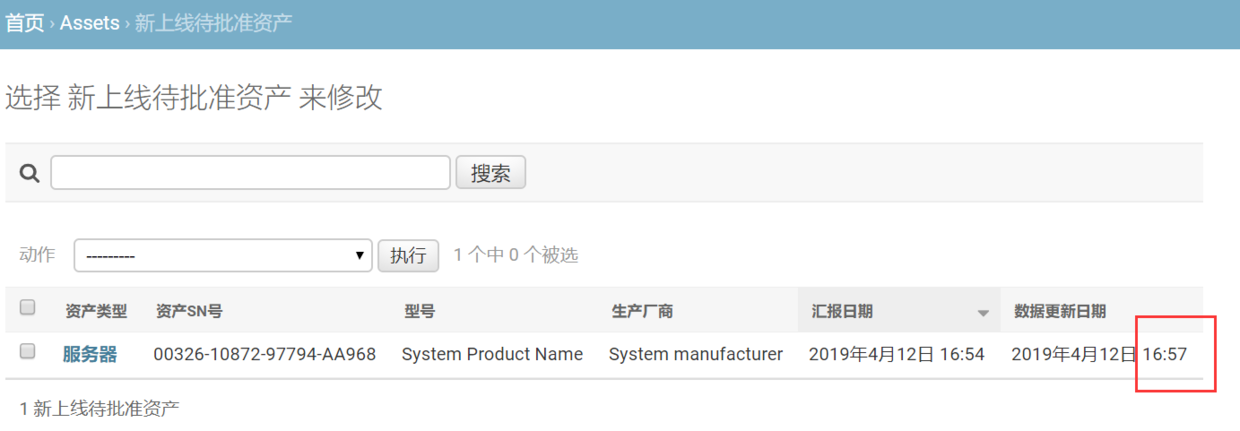 首页 › Assets › 新上线待批准资产
选择 新上线待批准资产 来修改
搜索
动作 --------- 执行 1 个中 0 个被选
资产类型 资产SN号 型号 生产厂商 汇报日期 数据更新日期
服务器 00326-10872-97794-AA968 System Product Name System manufacturer 2019年4月12日 16:54 2019年4月12日 16:57
1 新上线待批准资产